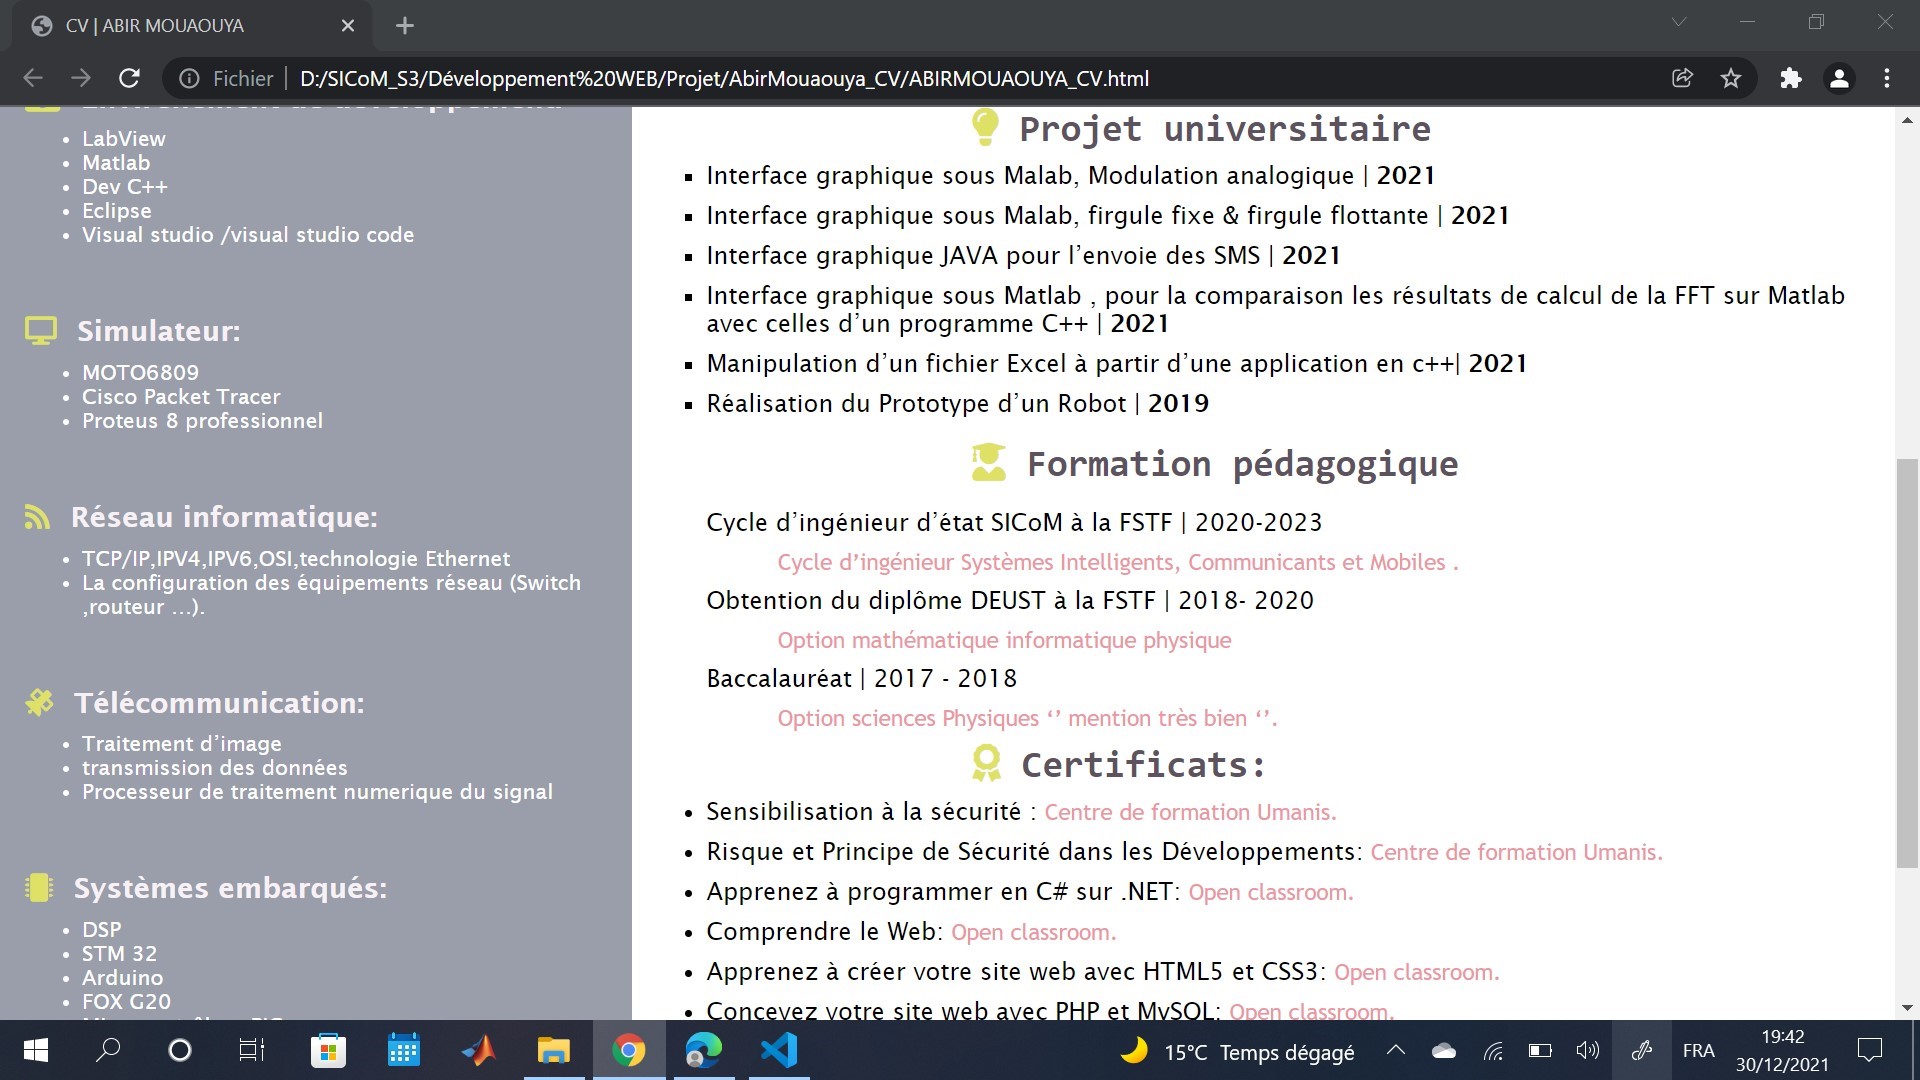 CV | ABIR MOUAOUYA
Fichier | D:/SICoM_S3/Développement%20WEB/Projet/AbirMouaouya_CV/ABIRMOUAOUYA_CV.html
LabView
Matlab
Dev C++
Eclipse
Visual studio /visual studio code
Simulateur:
MOTO6809
Cisco Packet Tracer
Proteus 8 professionnel
Réseau informatique:
TCP/IP,IPV4,IPV6,OSI,technologie Ethernet
La configuration des équipements réseau (Switch
,routeur ...).
Télécommunication:
Traitement d’image
transmission des données
Processeur de traitement numerique du signal
Systèmes embarqués:
DSP
STM 32
Arduino
FOX G20
Projet universitaire
Interface graphique sous Malab, Modulation analogique | 2021
Interface graphique sous Malab, firgule fixe & firgule flottante | 2021
Interface graphique JAVA pour l’envoie des SMS | 2021
Interface graphique sous Matlab , pour la comparaison les résultats de calcul de la FFT sur Matlab
avec celles d’un programme C++ | 2021
Manipulation d’un fichier Excel à partir d’une application en c++| 2021
Réalisation du Prototype d’un Robot | 2019
Formation pédagogique
Cycle d’ingénieur d’état SICoM à la FSTF | 2020-2023
Cycle d’ingénieur Systèmes Intelligents, Communicants et Mobiles .
Obtention du diplôme DEUST à la FSTF | 2018- 2020
Option mathématique informatique physique
Baccalauréat | 2017 - 2018
Option sciences Physiques ‘’ mention très bien ‘’.
Certificats:
Sensibilisation à la sécurité : Centre de formation Umanis.
Risque et Principe de Sécurité dans les Développements: Centre de formation Umanis.
Apprenez à programmer en C# sur .NET: Open classroom.
Comprendre le Web: Open classroom.
Apprenez à créer votre site web avec HTML5 et CSS3: Open classroom.
Concevez votre site web avec PHP et MySQL: Open classroom.
15°C Temps dégagé
FRA
19:42
30/12/2021